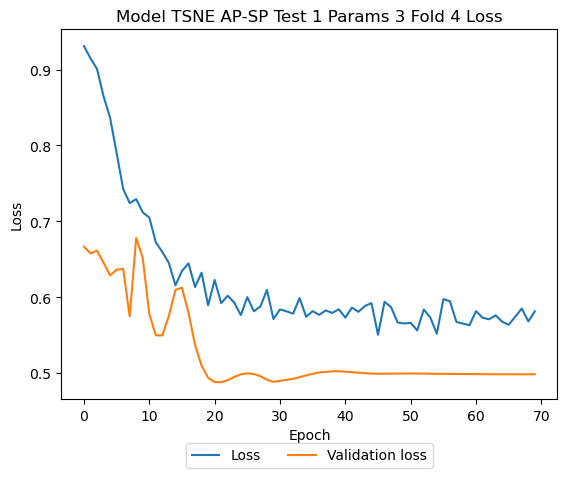 Model TSNE AP-SP Test 1 Params 3 Fold 4 Loss
0.9
0.8
0.7
0.6
0.5
Loss
0 10 20 30 40 50 60 70
Epoch
Loss Validation loss